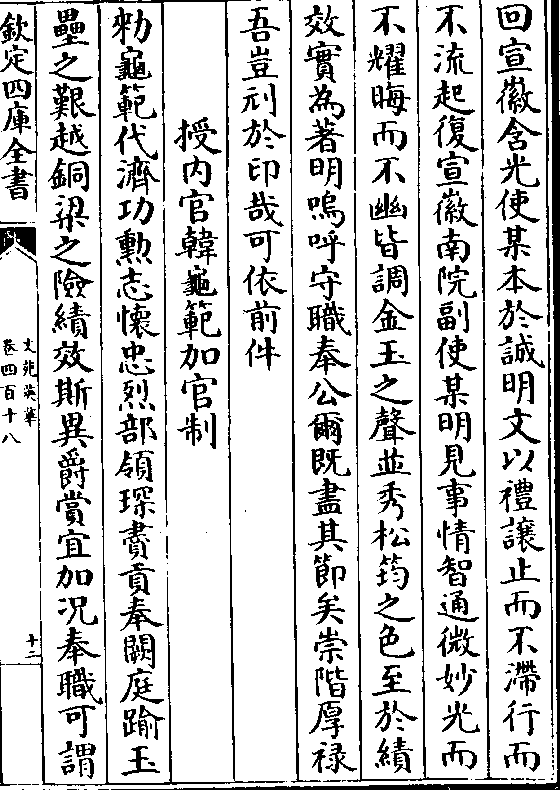 回宣徽含光使某本於誠明文以禮讓止而不滯行而
不流起復宣徽南院副使某明見事情智通微妙光而
不耀晦而不幽皆調金玉之聲並秀松筠之色至於績
效實為著明嗚呼守職奉公爾既盡其節矣崇階厚禄
吾豈刓於印哉可依前件
授内官韓龜範加官制
勑龜範代濟功勲志懷忠烈部領琛賮貢奉闕庭踰玉
壘之艱越銅梁之險績效斯異爵賞宜加况奉職可謂
欽定四庫全書
文苑英華
卷四百十八
十二